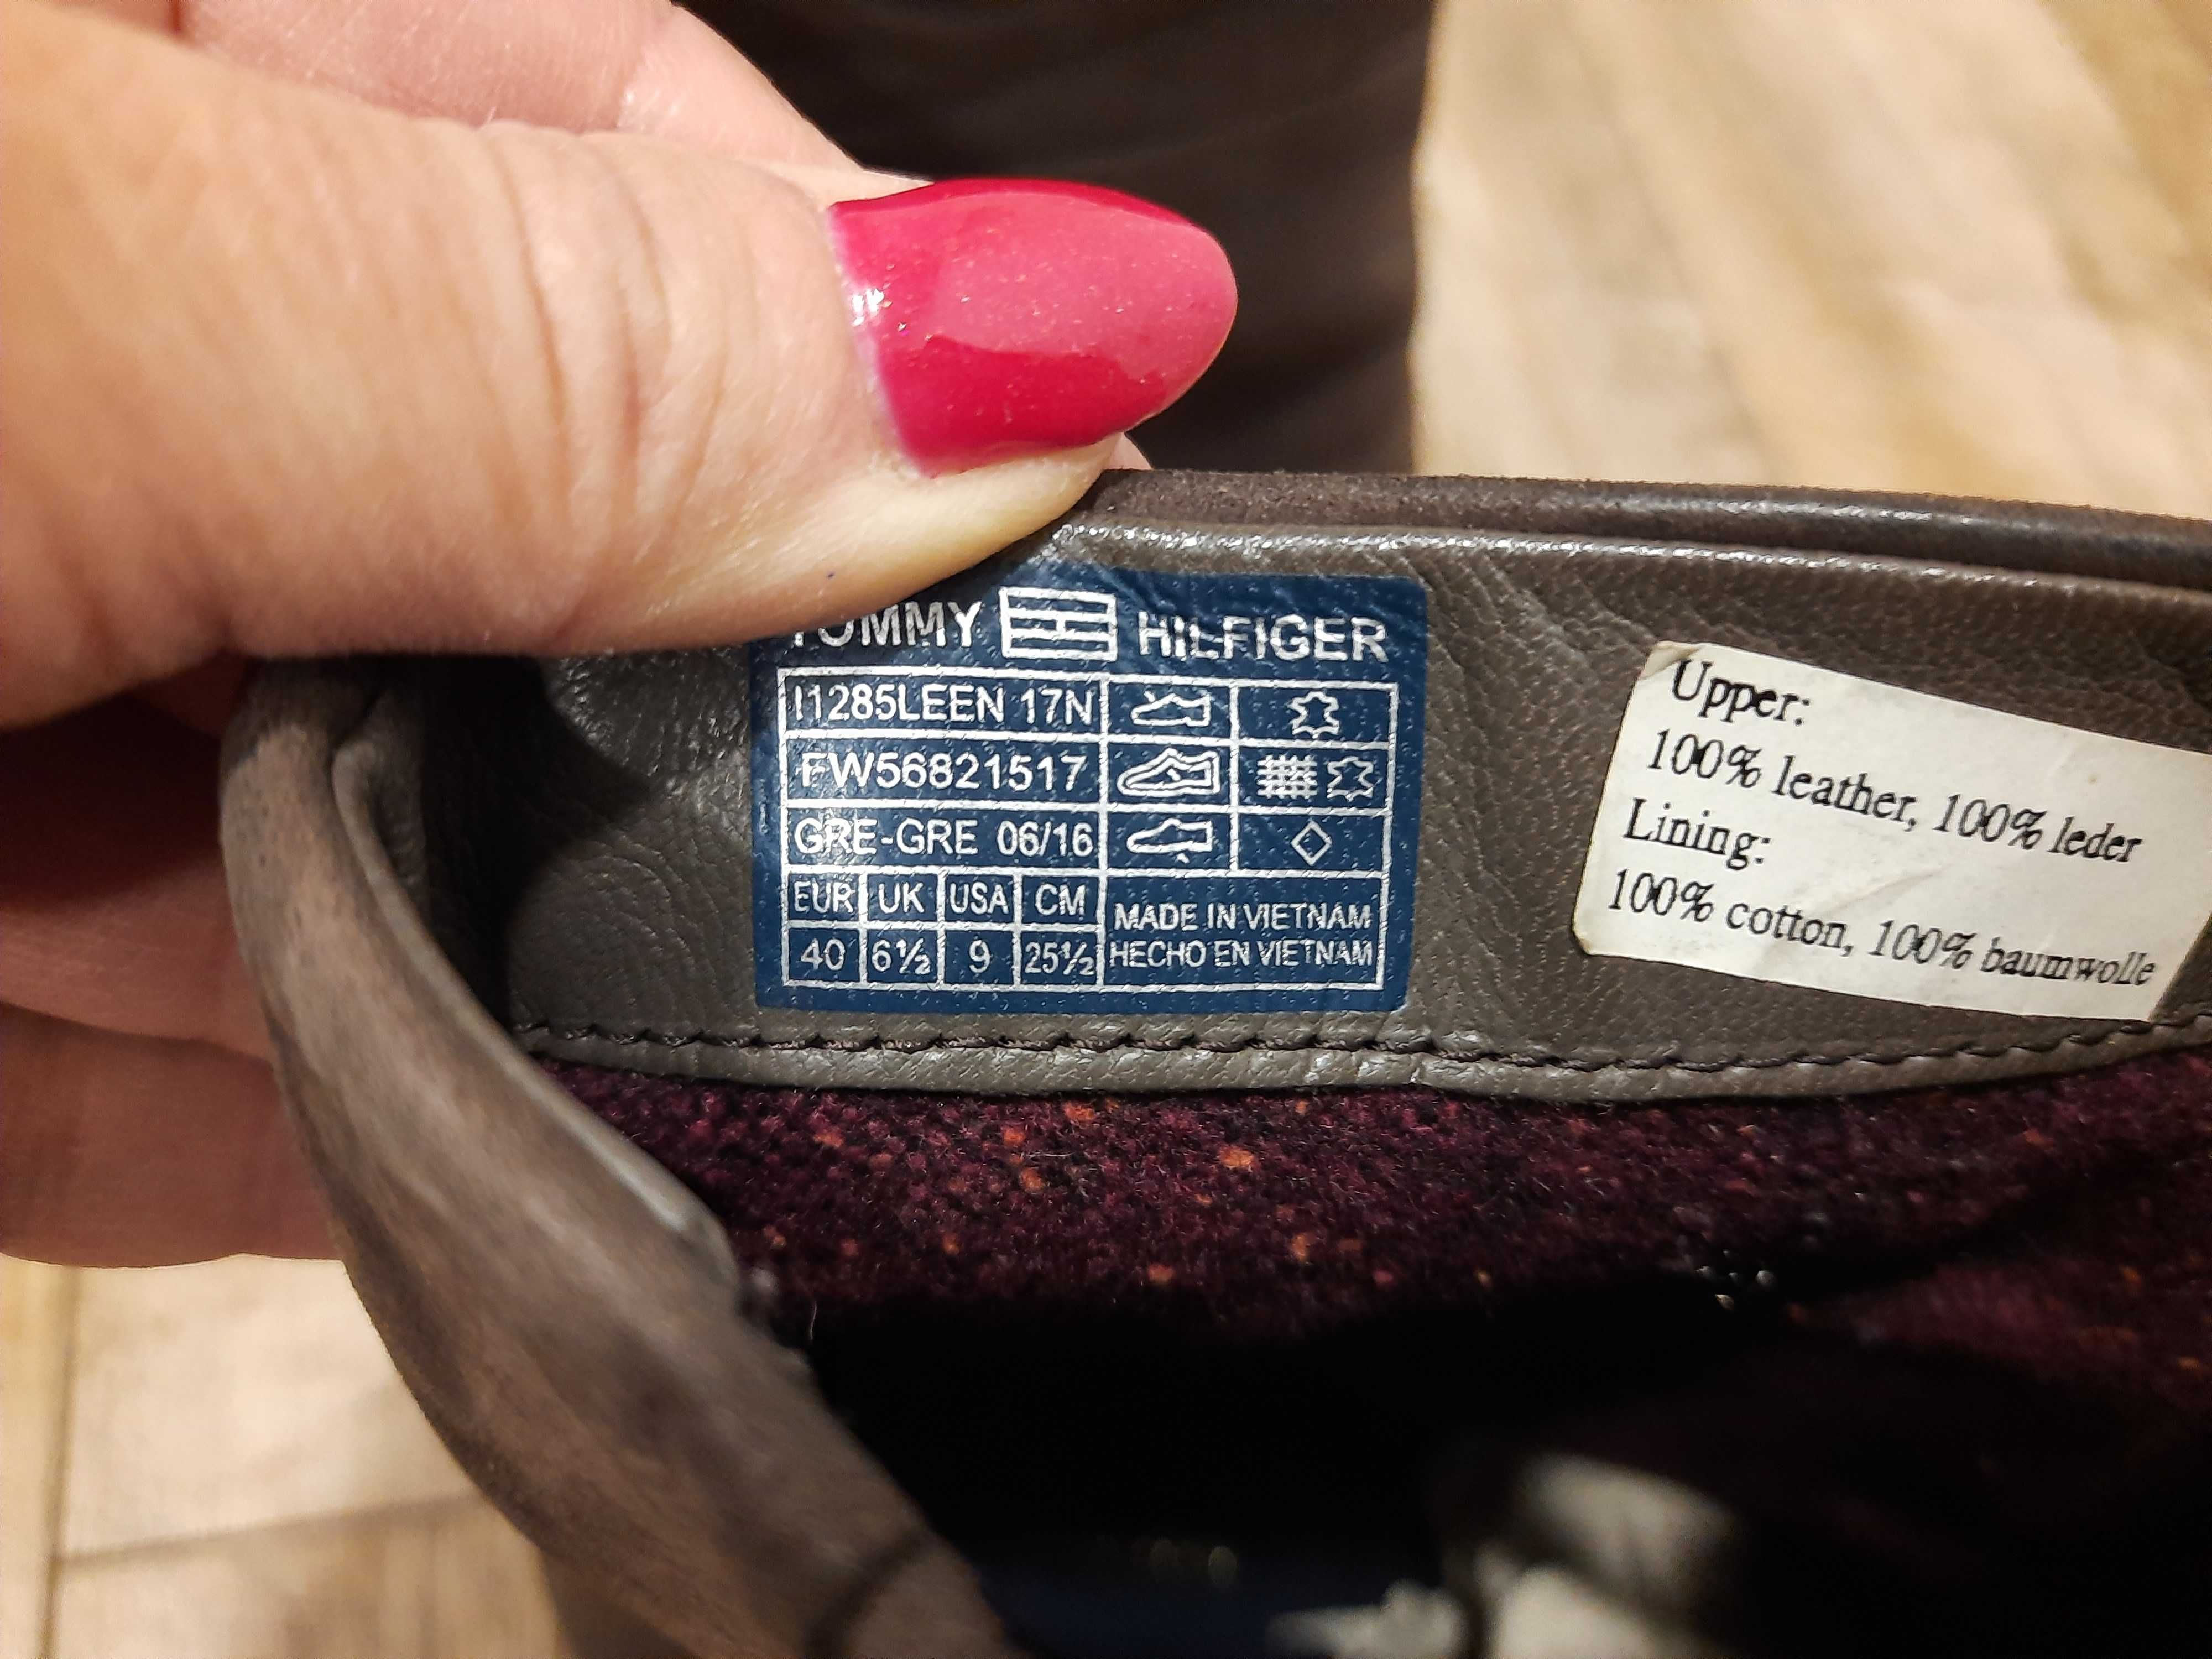 TOMMY HILFIGER
I1285LEEN 17N
FW56821517
GRE-GRE 06/16
EUR UK USA CM
40 6½ 9 25½
MADE IN VIETNAM
HECHO EN VIETNAM
Upper:
100% leather, 100% leder
Lining:
100% cotton, 100% baumwolle